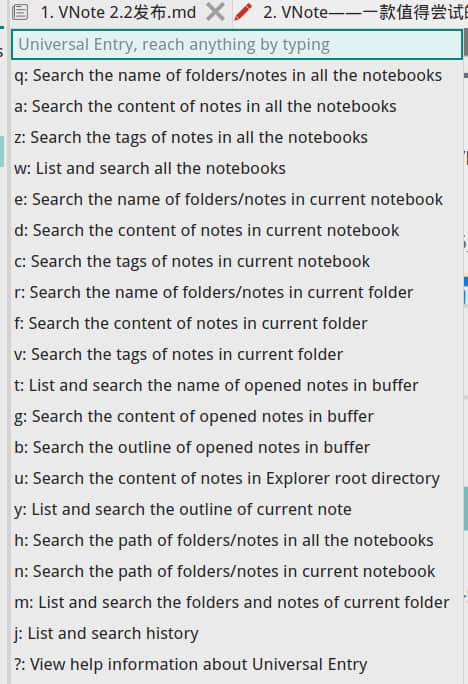 1. VNote 2.2发布.md 2. VNote——一款值得尝试
Universal Entry, reach anything by typing
q: Search the name of folders/notes in all the notebooks
a: Search the content of notes in all the notebooks
z: Search the tags of notes in all the notebooks
w: List and search all the notebooks
e: Search the name of folders/notes in current notebook
d: Search the content of notes in current notebook
c: Search the tags of notes in current notebook
r: Search the name of folders/notes in current folder
f: Search the content of notes in current folder
v: Search the tags of notes in current folder
t: List and search the name of opened notes in buffer
g: Search the content of opened notes in buffer
b: Search the outline of opened notes in buffer
u: Search the content of notes in Explorer root directory
y: List and search the outline of current note
h: Search the path of folders/notes in all the notebooks
n: Search the path of folders/notes in current notebook
m: List and search the folders and notes of current folder
j: List and search history
?: View help information about Universal Entry